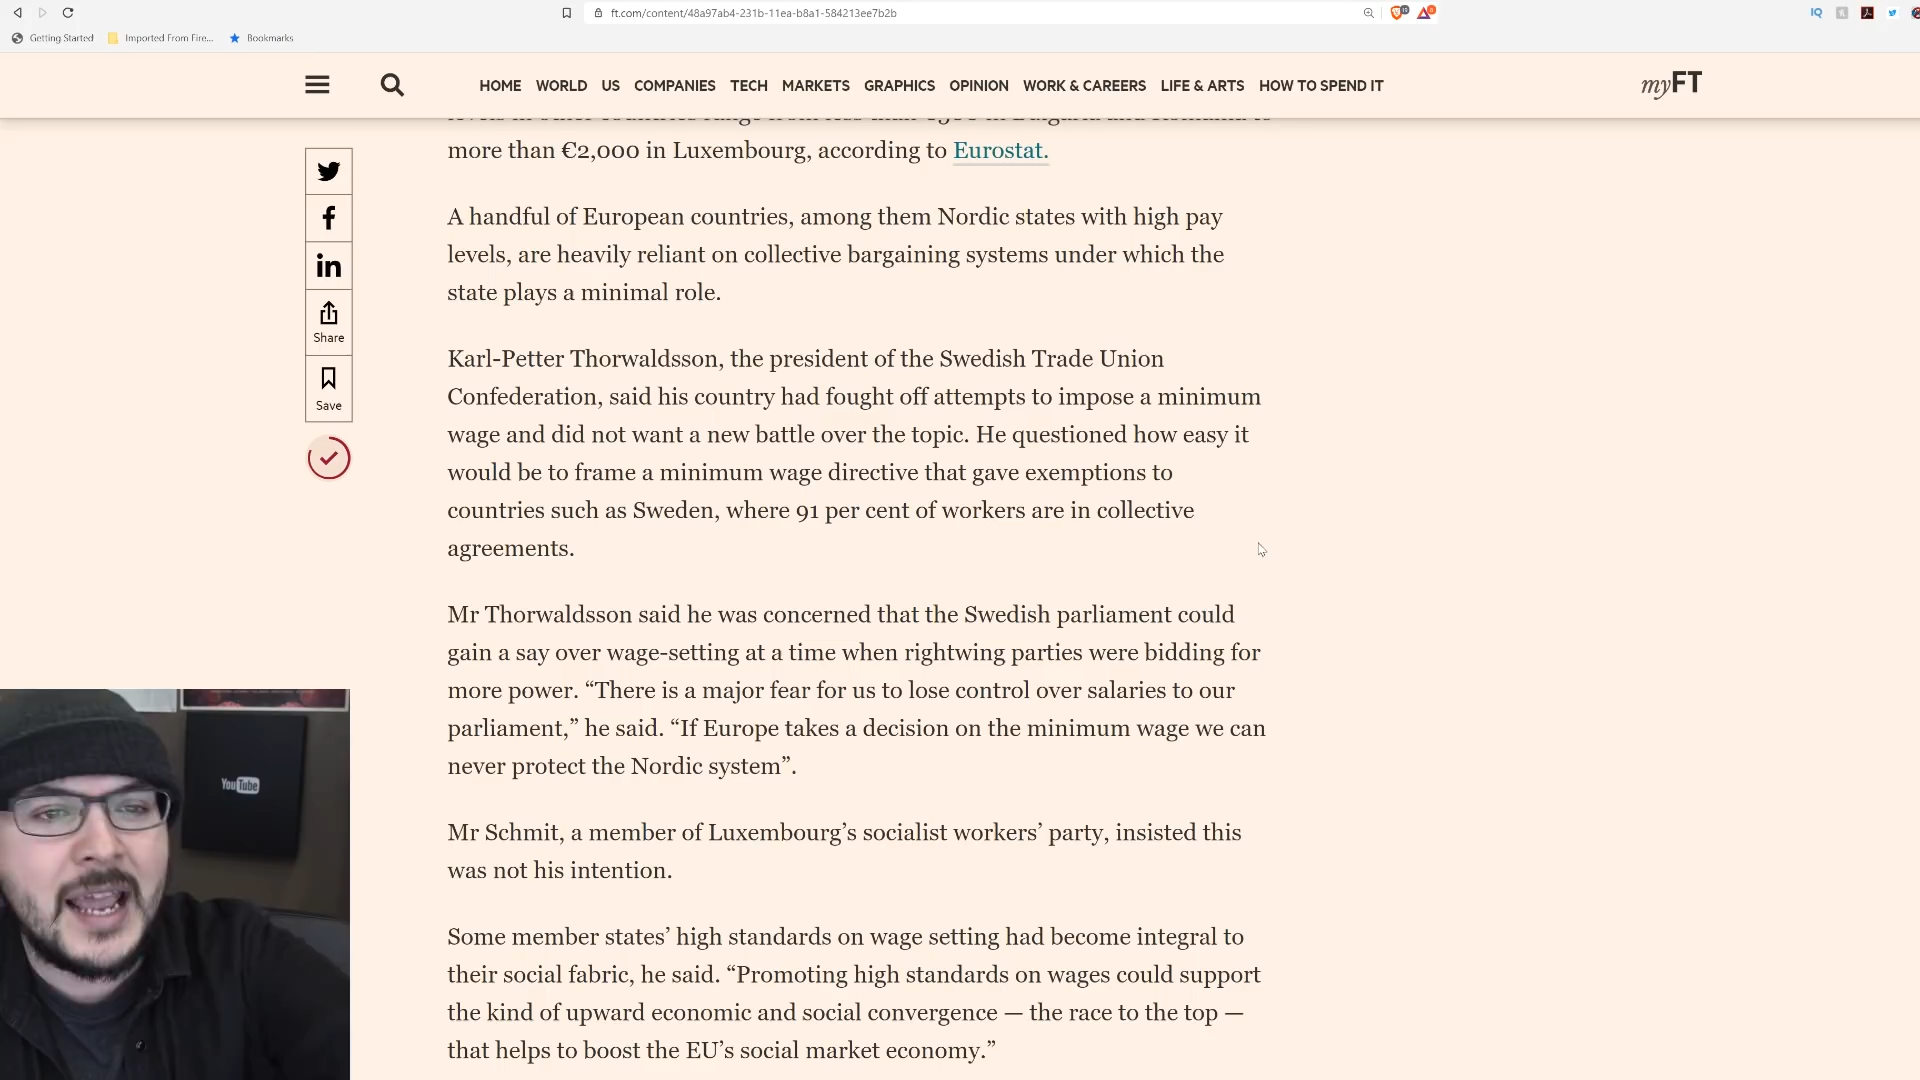 ft.com/content/48a97ab4-231b-11ea-b8a1-584213ee7b2b
IQ
Getting Started Imported From Fire... Bookmarks
HOME WORLD US COMPANIES TECH MARKETS GRAPHICS OPINION WORK & CAREERS LIFE & ARTS HOW TO SPEND IT
myFT
more than €2,000 in Luxembourg, according to Eurostat.
A handful of European countries, among them Nordic states with high pay
levels, are heavily reliant on collective bargaining systems under which the
state plays a minimal role.
in
Share
Save
Karl-Petter Thorwaldsson, the president of the Swedish Trade Union
Confederation, said his country had fought off attempts to impose a minimum
wage and did not want a new battle over the topic. He questioned how easy it
would be to frame a minimum wage directive that gave exemptions to
countries such as Sweden, where 91 per cent of workers are in collective
agreements.
Mr Thorwaldsson said he was concerned that the Swedish parliament could
gain a say over wage-setting at a time when rightwing parties were bidding for
more power. “There is a major fear for us to lose control over salaries to our
parliament,” he said. “If Europe takes a decision on the minimum wage we can
never protect the Nordic system”.
YouTube
Mr Schmit, a member of Luxembourg’s socialist workers’ party, insisted this
was not his intention.
Some member states’ high standards on wage setting had become integral to
their social fabric, he said. “Promoting high standards on wages could support
the kind of upward economic and social convergence — the race to the top —
that helps to boost the EU’s social market economy.”